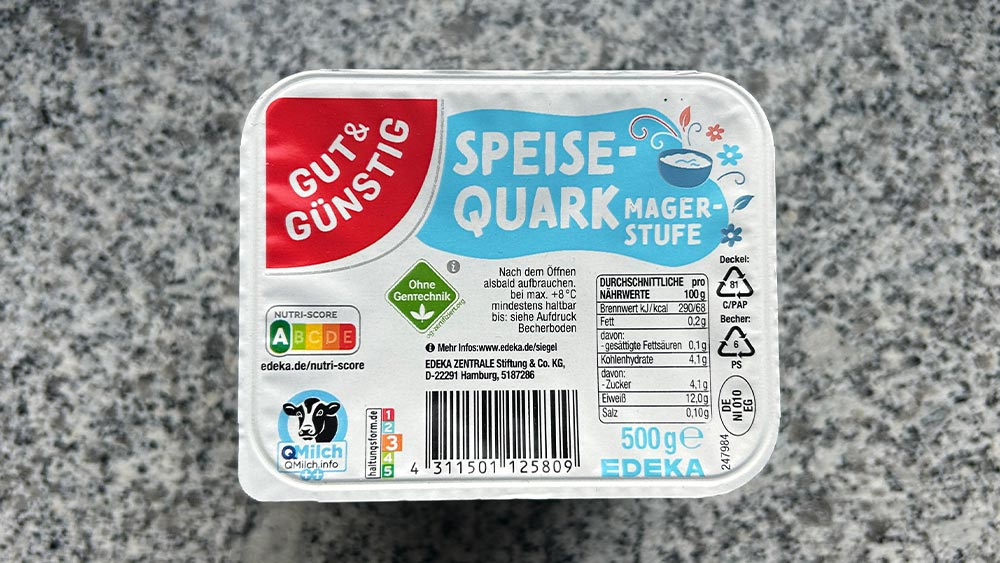 GUT&
GÜNSTIG
SPEISE-
QUARK
MAGER-
STUFE
Ohne
GenTechnik
i
Nach dem Öffnen
alsbald aufbrauchen.
bei max. +8°C
mindestens haltbar
bis: siehe Aufdruck
Becherboden
i Mehr Infos:www.edeka.de/siegel
EDEKA ZENTRALE Stiftung & Co. KG,
D-22291 Hamburg, 5187286
NUTRI-SCORE
A B C D E
edeka.de/nutri-score
QMilch
QMilch.info
++
haltungsform.de
1
2
3
4
5
4 311501 125809
DURCHSCHNITTLICHE pro
NÄHRWERTE 100g
Brennwert kJ/kcal 290/68
Fett 0,2g
davon:
- gesättigte Fettsäuren 0,1g
Kohlenhydrate 4,1g
davon:
- Zucker 4,1g
Eiweiß 12,0g
Salz 0,10g
500g e
EDEKA
Deckel:
81
C/PAP
Becher:
6
PS
DE
NI 010
EG
247984